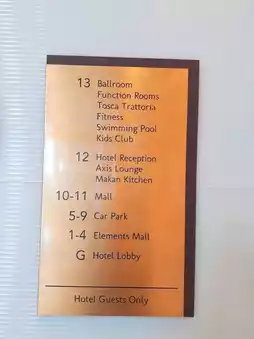 13 Ballroom
Function Rooms
Tosca Trattoria
Fitness
Swimming Pool
Kids Club
12 Hotel Reception
Axis Lounge
Makan Kitchen
10-11 Mall
5-9 Car Park
1-4 Elements Mall
G Hotel Lobby
Hotel Guests Only